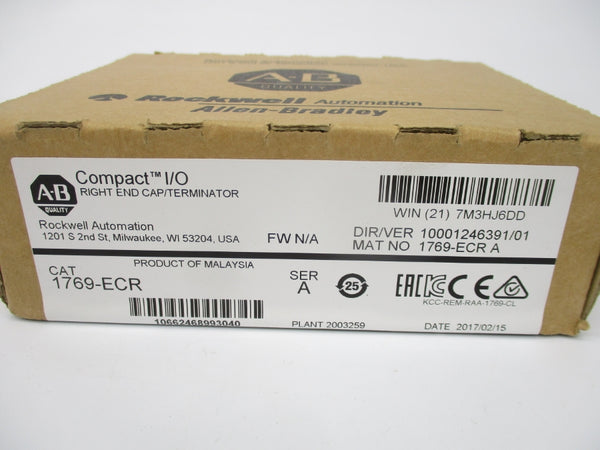 A·B
QUALITY
Rockwell Automation
Allen-Bradley
A·B
QUALITY
Compact™ I/O
RIGHT END CAP/TERMINATOR
Rockwell Automation
1201 S 2nd St, Milwaukee, WI 53204, USA
FW N/A
WIN (21) 7M3HJ6DD
DIR/VER 10001246391/01
MAT NO 1769-ECR A
PRODUCT OF MALAYSIA
CAT
1769-ECR
SER
A
25
EAC KC CE
KCC-REM-RAA-1769-CL
10662468993040
PLANT 2003259
DATE 2017/02/15